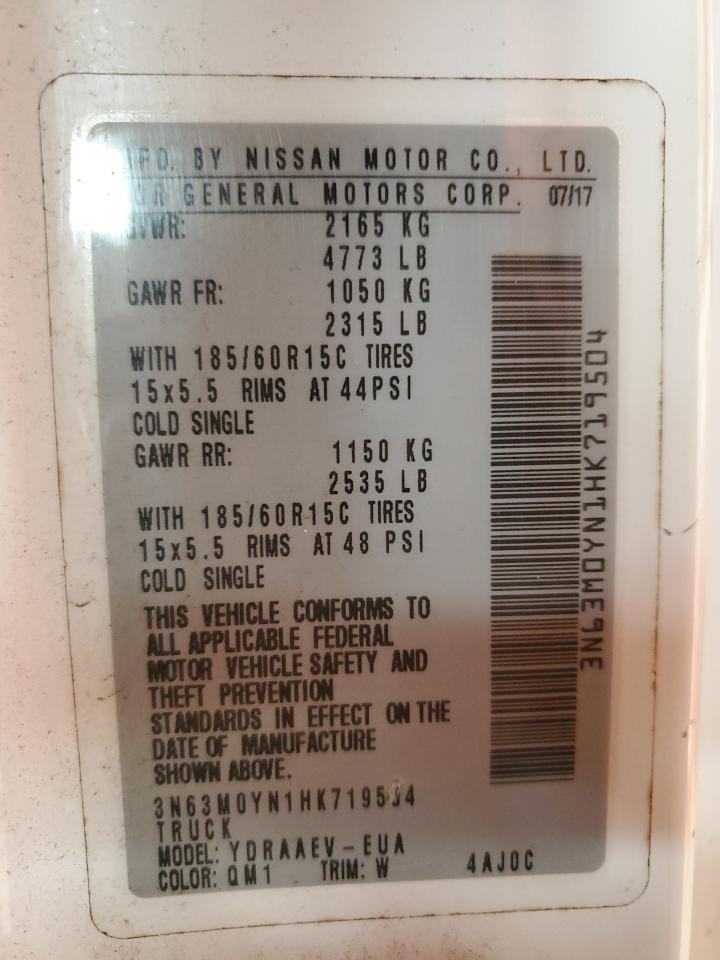 MFD. BY NISSAN MOTOR CO., LTD.
FOR GENERAL MOTORS CORP. 07/17
GVWR: 2165 KG
4773 LB
GAWR FR: 1050 KG
2315 LB
WITH 185/60R15C TIRES
15x5.5 RIMS AT 44PSI
COLD SINGLE
GAWR RR: 1150 KG
2535 LB
WITH 185/60R15C TIRES
15x5.5 RIMS AT 48 PSI
COLD SINGLE
THIS VEHICLE CONFORMS TO
ALL APPLICABLE FEDERAL
MOTOR VEHICLE SAFETY AND
THEFT PREVENTION
STANDARDS IN EFFECT ON THE
DATE OF MANUFACTURE
SHOWN ABOVE.
3N63M0YN1HK719504
TRUCK
MODEL: YDRAAEV-EUA
COLOR: QM1 TRIM: W 4AJ0C
3N63M0YN1HK719504